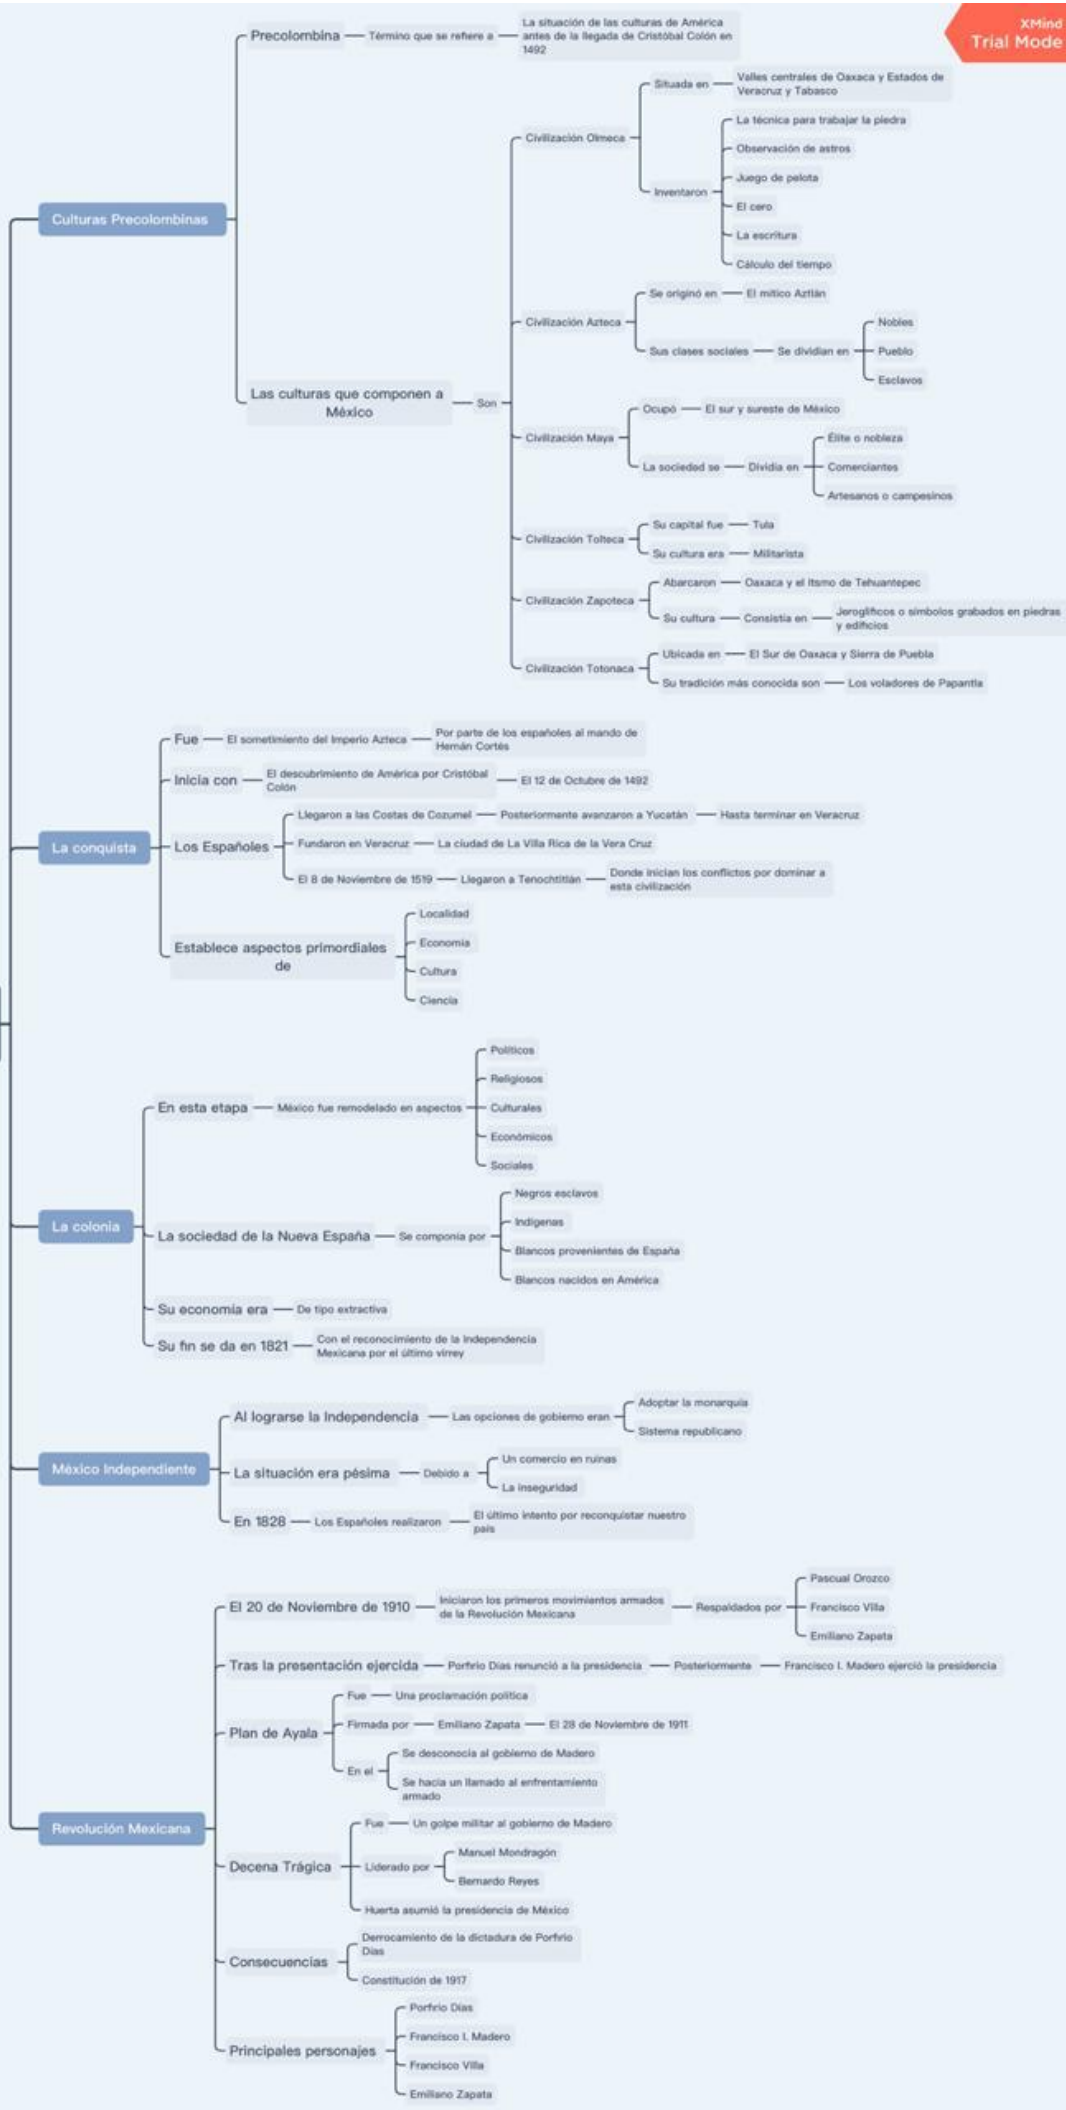 XMind
Trial Mode
Culturas Precolombinas
Precolombina
Término que se refiere a
La situación de las culturas de América
antes de la llegada de Cristóbal Colón en
1492
Las culturas que componen a
México
Son
Civilización Olmeca
Situada en
Valles centrales de Oaxaca y Estados de
Veracruz y Tabasco
Inventaron
La técnica para trabajar la piedra
Observación de astros
Juego de pelota
El cero
La escritura
Cálculo del tiempo
Civilización Azteca
Se originó en
El mítico Aztlán
Sus clases sociales
Se dividían en
Nobles
Pueblo
Esclavos
Civilización Maya
Ocupó
El sur y sureste de México
La sociedad se
Dividía en
Élite o nobleza
Comerciantes
Artesanos o campesinos
Civilización Tolteca
Su capital fue
Tula
Su cultura era
Militarista
Civilización Zapoteca
Abarcaron
Oaxaca y el Itsmo de Tehuantepec
Su cultura
Consistía en
Jeroglíficos o símbolos grabados en piedras
y edificios
Civilización Totonaca
Ubicada en
El Sur de Oaxaca y Sierra de Puebla
Su tradición más conocida son
Los voladores de Papantla
La conquista
Fue
El sometimiento del Imperio Azteca
Por parte de los españoles al mando de
Hernán Cortés
Inicia con
El descubrimiento de América por Cristóbal
Colón
El 12 de Octubre de 1492
Los Españoles
Llegaron a las Costas de Cozumel
Posteriormente avanzaron a Yucatán
Hasta terminar en Veracruz
Fundaron en Veracruz
La ciudad de La Villa Rica de la Vera Cruz
El 8 de Noviembre de 1519
Llegaron a Tenochtitlán
Donde inician los conflictos por dominar a
esta civilización
Establece aspectos primordiales
de
Localidad
Economía
Cultura
Ciencia
La colonia
En esta etapa
México fue remodelado en aspectos
Políticos
Religiosos
Culturales
Económicos
Sociales
La sociedad de la Nueva España
Se componía por
Negros esclavos
Indígenas
Blancos provenientes de España
Blancos nacidos en América
Su economía era
De tipo extractiva
Su fin se da en 1821
Con el reconocimiento de la Independencia
Mexicana por el último virrey
México Independiente
Al lograrse la Independencia
Las opciones de gobierno eran
Adoptar la monarquía
Sistema republicano
La situación era pésima
Debido a
Un comercio en ruinas
La inseguridad
En 1828
Los Españoles realizaron
El último intento por reconquistar nuestro
país
Revolución Mexicana
El 20 de Noviembre de 1910
Iniciaron los primeros movimientos armados
de la Revolución Mexicana
Respaldados por
Pascual Orozco
Francisco Villa
Emiliano Zapata
Tras la presentación ejercida
Porfirio Días renunció a la presidencia
Posteriormente
Francisco I. Madero ejerció la presidencia
Plan de Ayala
Fue
Una proclamación política
Firmada por
Emiliano Zapata
El 28 de Noviembre de 1911
En el
Se desconocía al gobierno de Madero
Se hacía un llamado al enfrentamiento
armado
Decena Trágica
Fue
Un golpe militar al gobierno de Madero
Liderado por
Manuel Mondragón
Bernardo Reyes
Huerta asumió la presidencia de México
Consecuencias
Derrocamiento de la dictadura de Porfirio
Días
Constitución de 1917
Principales personajes
Porfirio Días
Francisco I. Madero
Francisco Villa
Emiliano Zapata